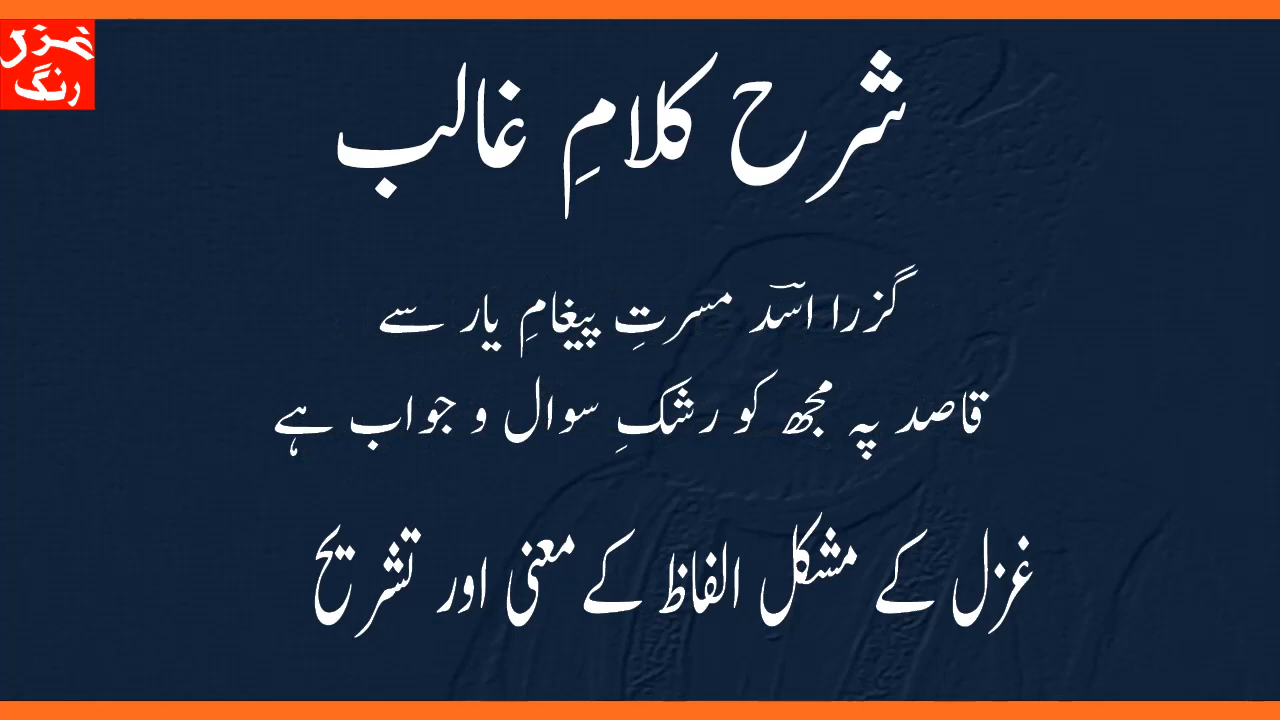 غزل
رنگ
شرح کلامِ غالب
گزرا اسدؔ مسرتِ پیغامِ یار سے
قاصد پہ مجھ کو رشکِ سوال و جواب ہے
غزل کے مشکل الفاظ کے معنی اور تشریح